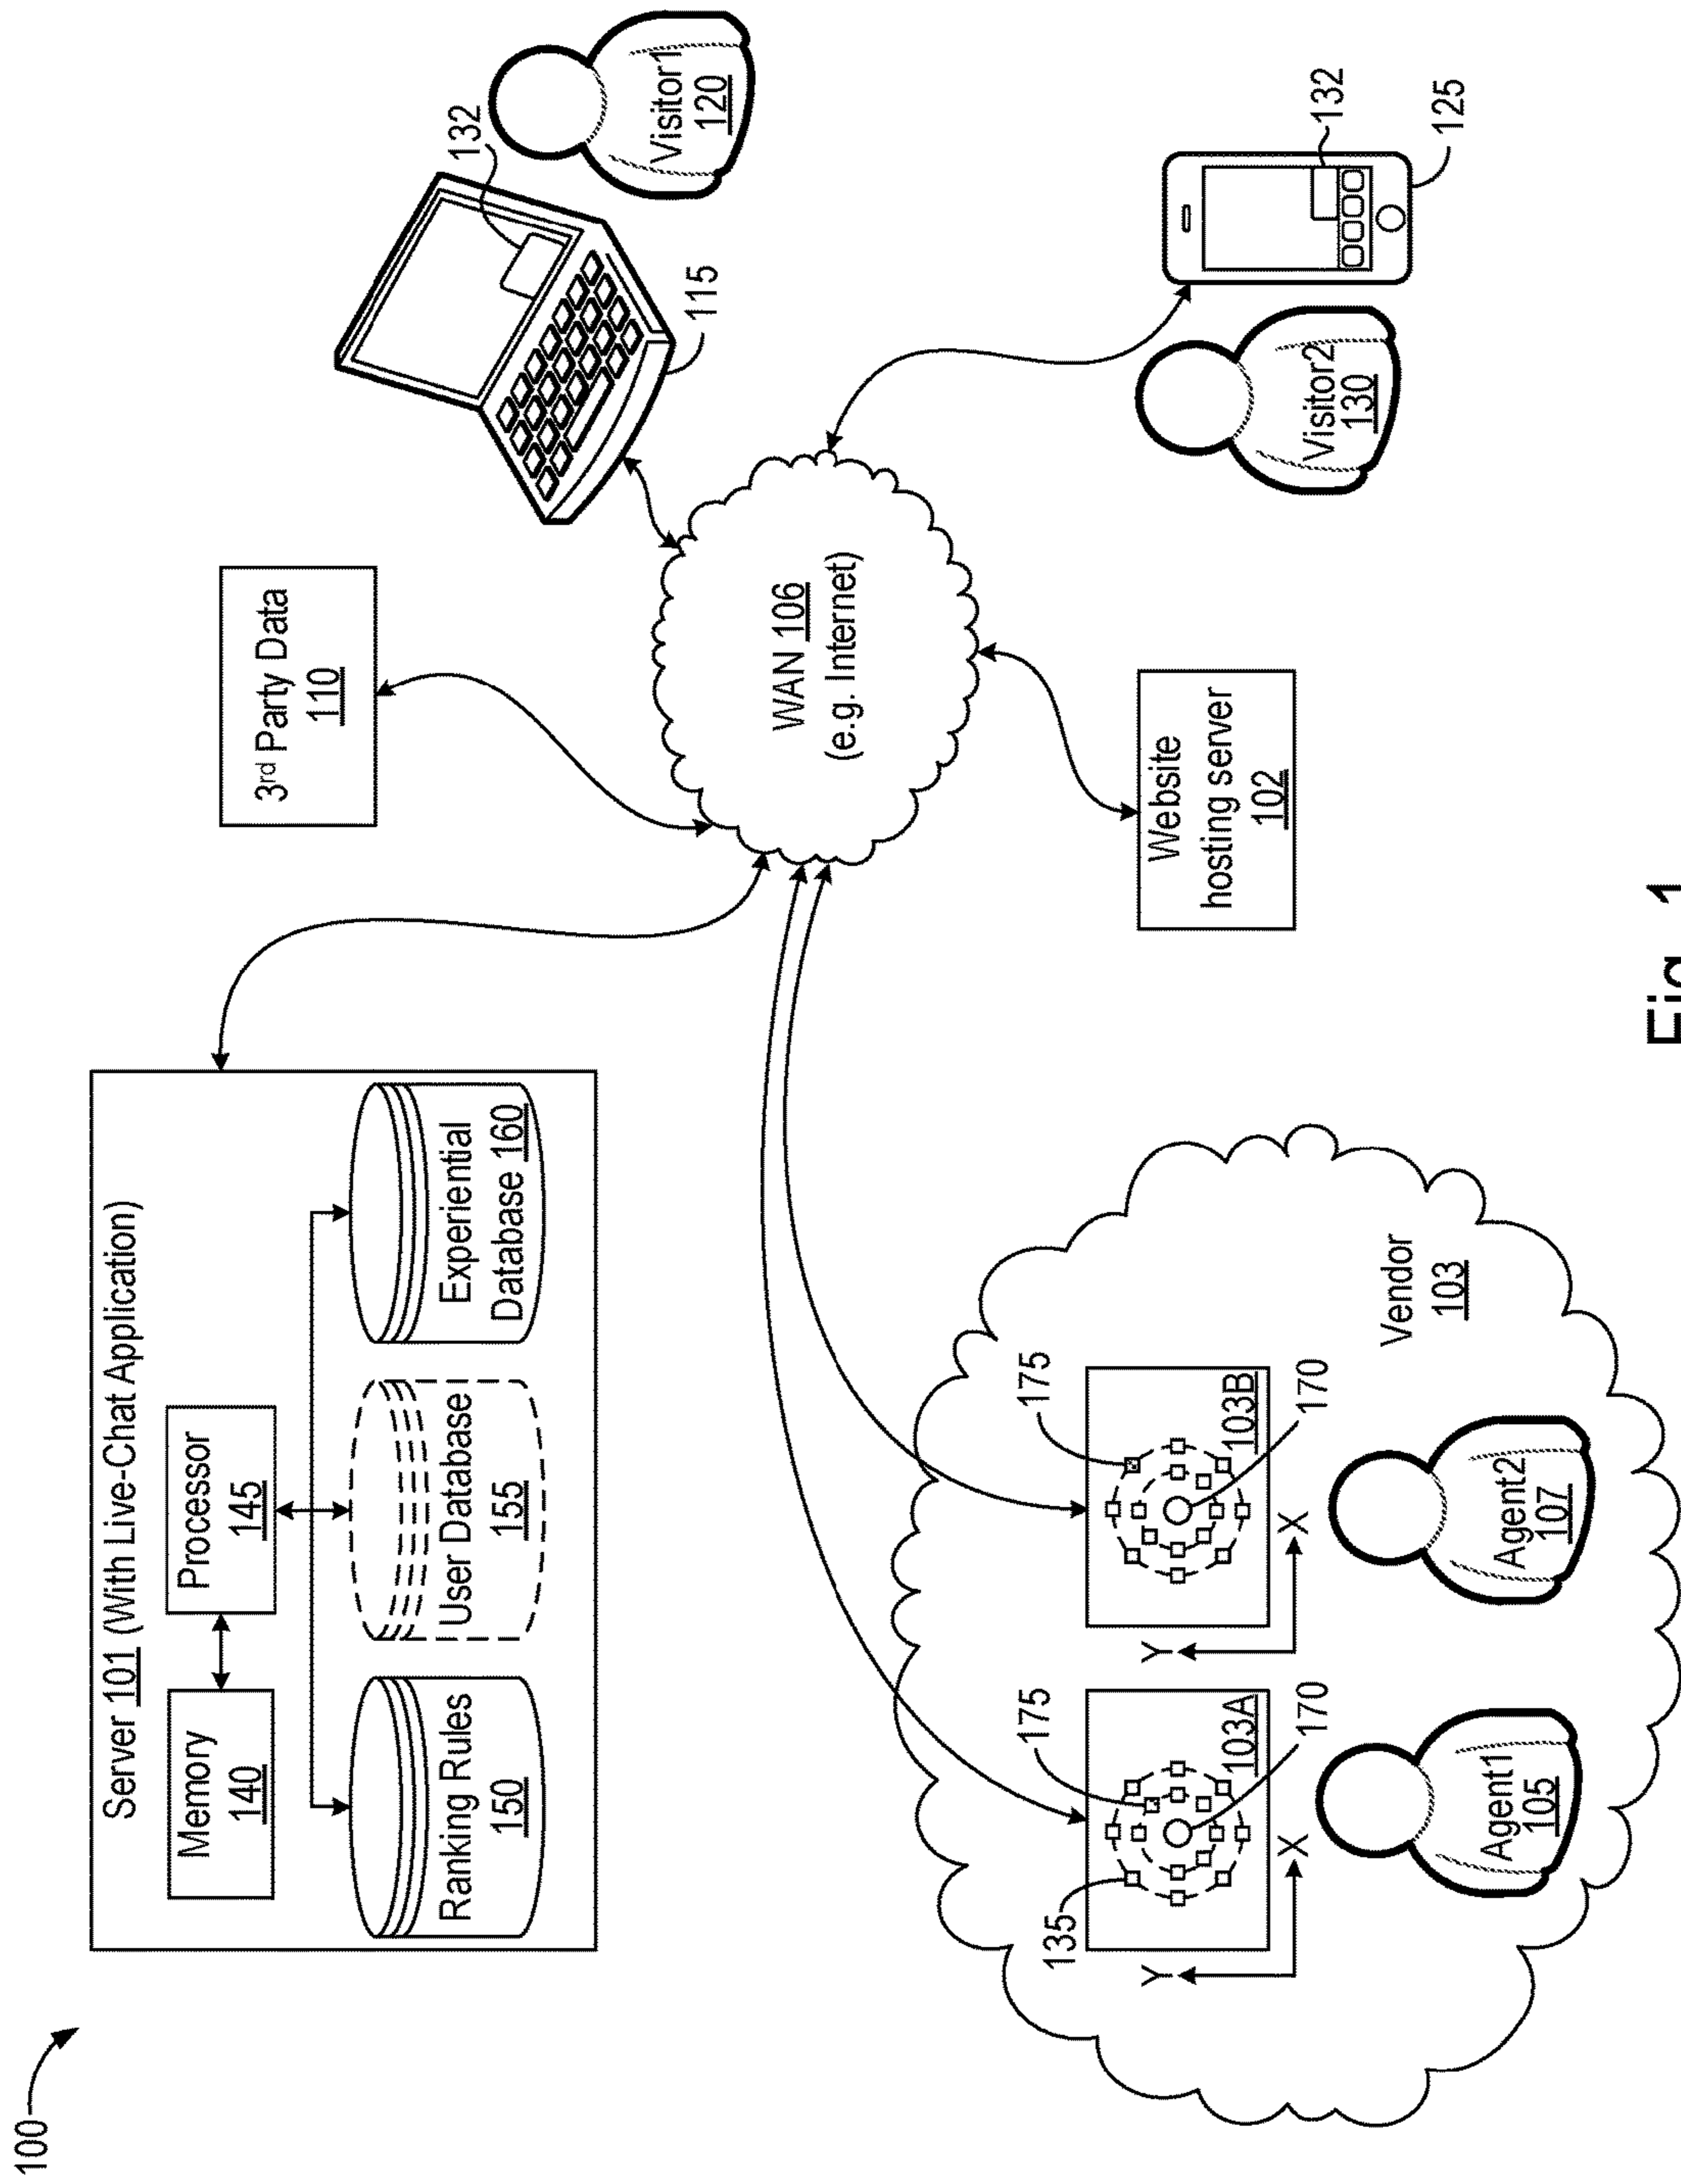 100
Server 101 (With Live-Chat Application)
Memory
140
Processor
145
Ranking Rules
150
User Database
155
Experiential
Database 160
3rd Party Data
110
132
Visitor1
120
115
WAN 106
(e.g. Internet)
Website
hosting server
102
Visitor2
130
132
125
Vendor
103
135
175
103A
170
Y
X
Agent1
105
175
103B
170
Y
X
Agent2
107
Fig. 1